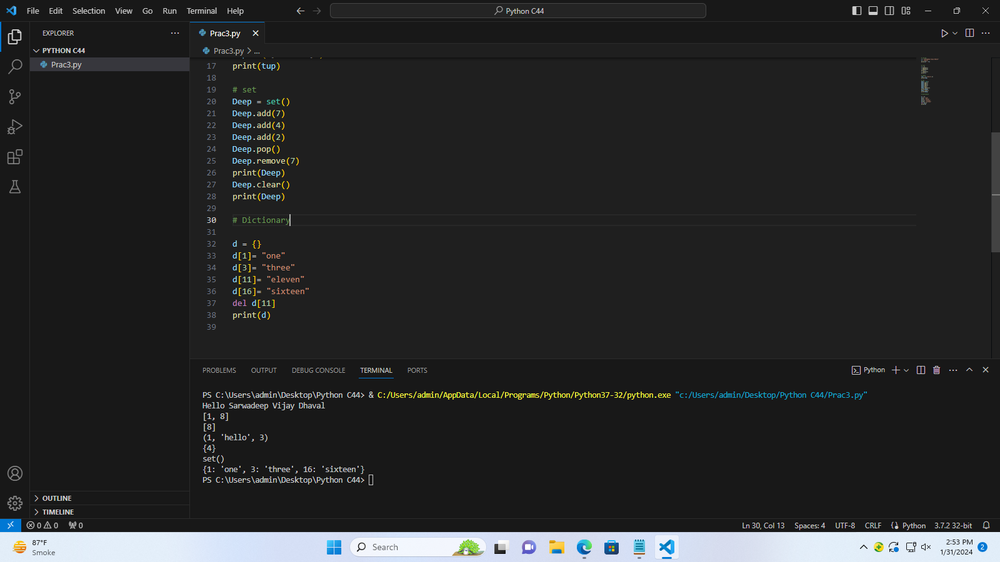 File Edit Selection View Go Run Terminal Help
Python C44
EXPLORER
PYTHON C44
Prac3.py
Prac3.py
Prac3.py > ...
17 print(tup)
18
19 # set
20 Deep = set()
21 Deep.add(7)
22 Deep.add(4)
23 Deep.add(2)
24 Deep.pop()
25 Deep.remove(7)
26 print(Deep)
27 Deep.clear()
28 print(Deep)
29
30 # Dictionary
31
32 d = {}
33 d[1]= "one"
34 d[3]= "three"
35 d[11]= "eleven"
36 d[16]= "sixteen"
37 del d[11]
38 print(d)
39
PROBLEMS OUTPUT DEBUG CONSOLE TERMINAL PORTS
Python
PS C:\Users\admin\Desktop\Python C44> & C:/Users/admin/AppData/Local/Programs/Python/Python37-32/python.exe "c:/Users/admin/Desktop/Python C44/Prac3.py"
Hello Sarwadeep Vijay Dhaval
[1, 8]
[8]
(1, 'hello', 3)
{4}
set()
{1: 'one', 3: 'three', 16: 'sixteen'}
PS C:\Users\admin\Desktop\Python C44>
OUTLINE
TIMELINE
0 0 0
Ln 30, Col 13 Spaces: 4 UTF-8 CRLF {} Python 3.7.2 32-bit
87°F
Smoke
Search
2:53 PM
1/31/2024
2